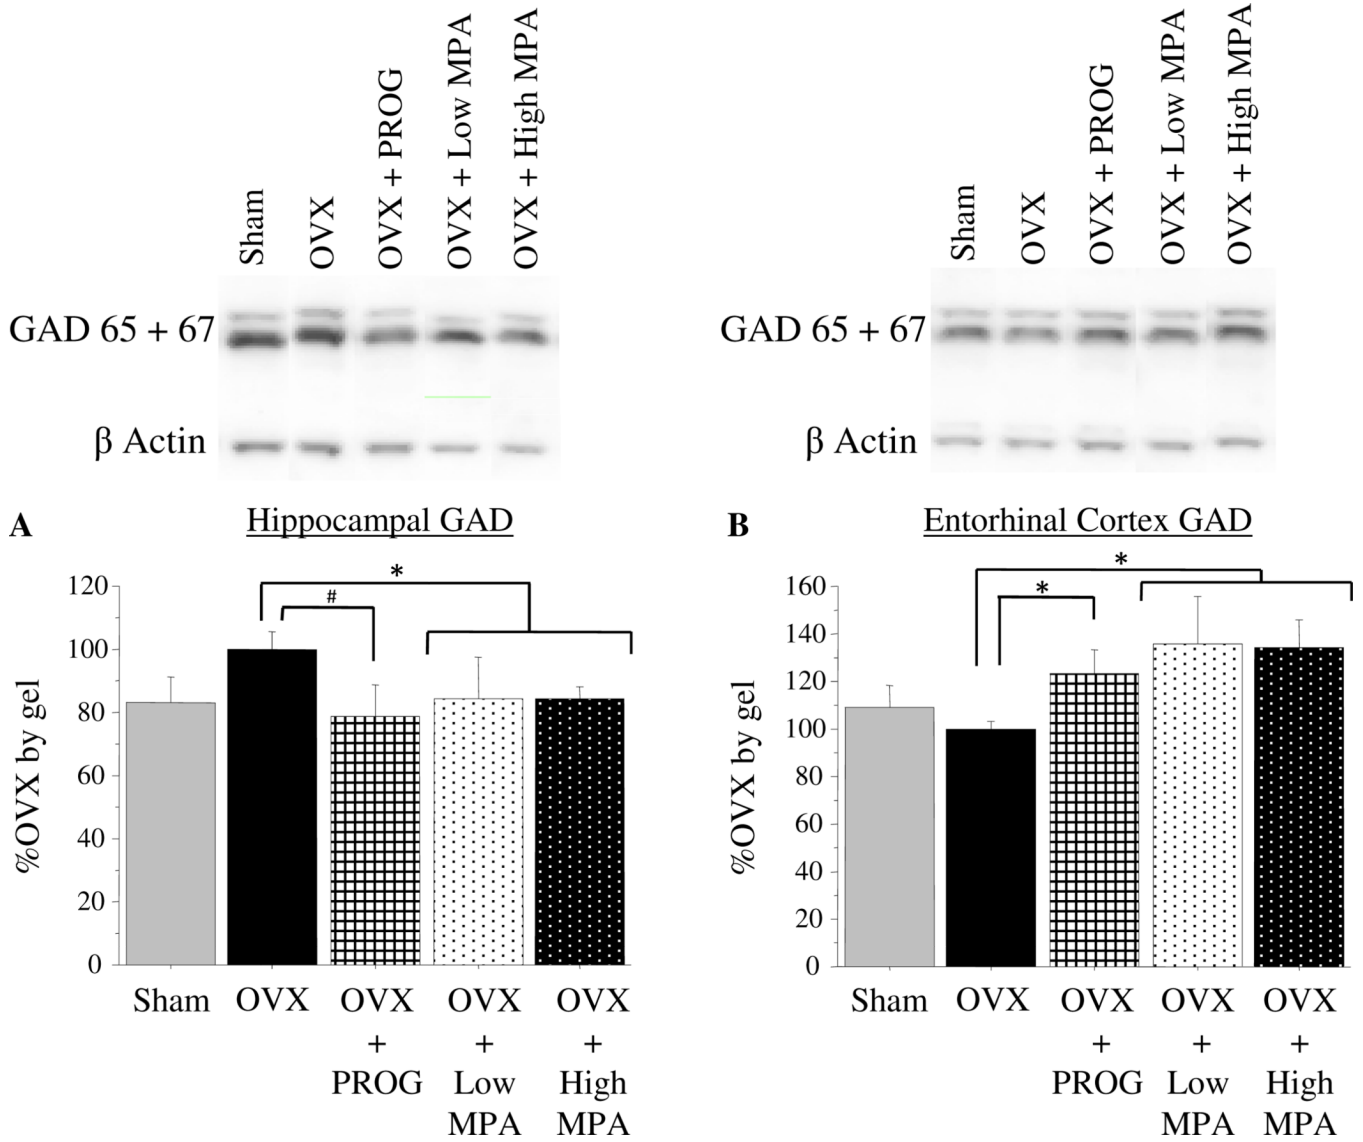 Sham
OVX
OVX + PROG
OVX + Low MPA
OVX + High MPA
GAD 65 + 67
β Actin
Sham
OVX
OVX + PROG
OVX + Low MPA
OVX + High MPA
GAD 65 + 67
β Actin
A
Hippocampal GAD
%OVX by gel
120
100
80
60
40
20
0
*
#
Sham
OVX
OVX
+
PROG
OVX
+
Low
MPA
OVX
+
High
MPA
B
Entorhinal Cortex GAD
%OVX by gel
160
140
120
100
80
60
40
20
0
*
*
Sham
OVX
OVX
+
PROG
OVX
+
Low
MPA
OVX
+
High
MPA